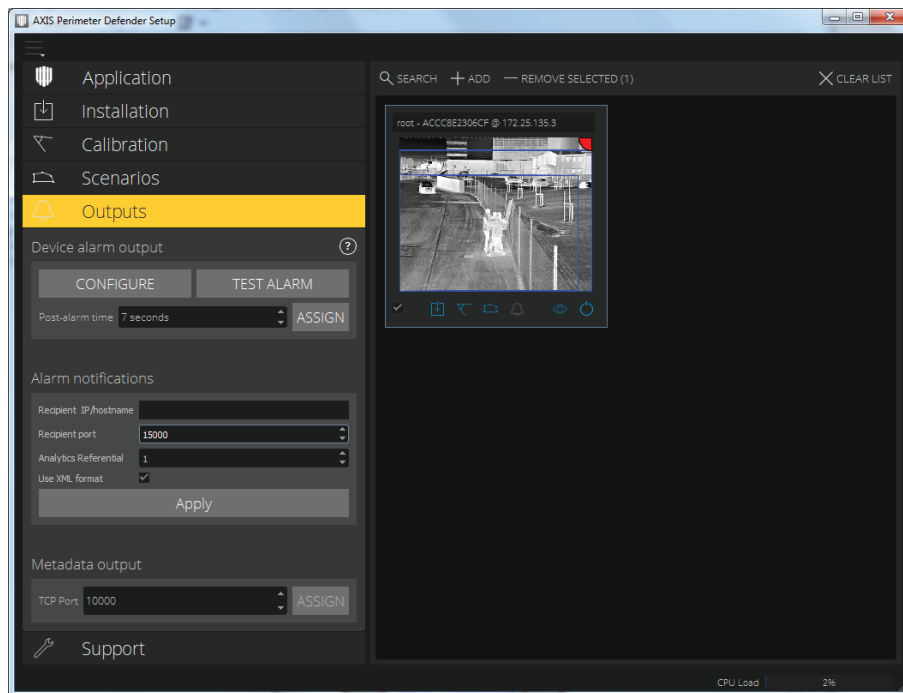 AXIS Perimeter Defender Setup
Application
Installation
Calibration
Scenarios
Outputs
Device alarm output
?
CONFIGURE
TEST ALARM
Post-alarm time 7 seconds
ASSIGN
Alarm notifications
Recipient IP/hostname
Recipient port 15000
Analytics Referential 1
Use XML format
Apply
Metadata output
TCP Port 10000
ASSIGN
Support
SEARCH ADD REMOVE SELECTED (1) CLEAR LIST
root - ACCC8E2306CF @ 172.25.135.3
CPU Load 2%